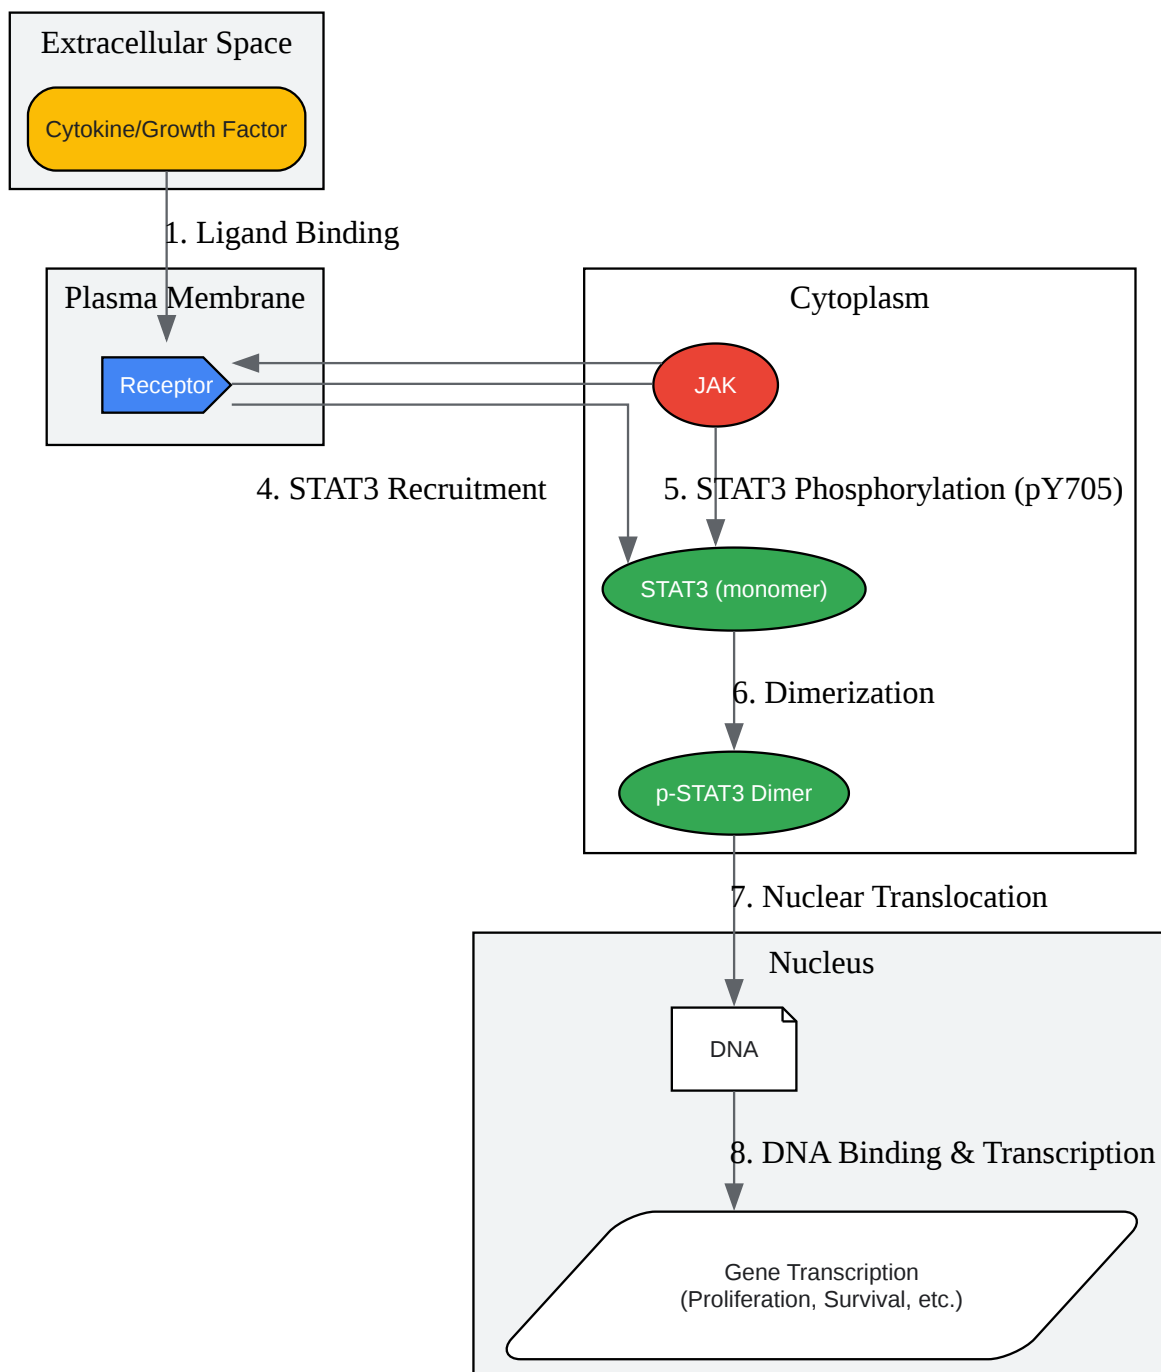 Extracellular Space
Cytokine/Growth Factor
1. Ligand Binding
Plasma Membrane
Cytoplasm
Receptor
JAK
4. STAT3 Recruitment
5. STAT3 Phosphorylation (pY705)
STAT3 (monomer)
6. Dimerization
p-STAT3 Dimer
7. Nuclear Translocation
Nucleus
DNA
8. DNA Binding & Transcription
Gene Transcription
(Proliferation, Survival, etc.)